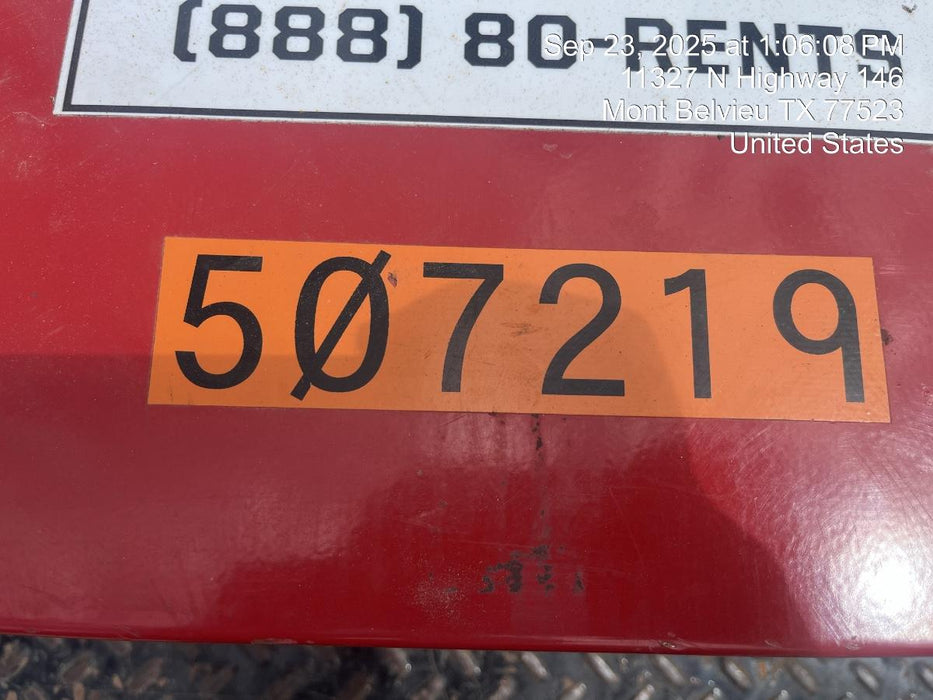 (888) 80-RENTS
Sep 23, 2025 at 1:06:08 PM
11327 N Highway 146
Mont Belvieu TX 77523
United States
5Ø7219